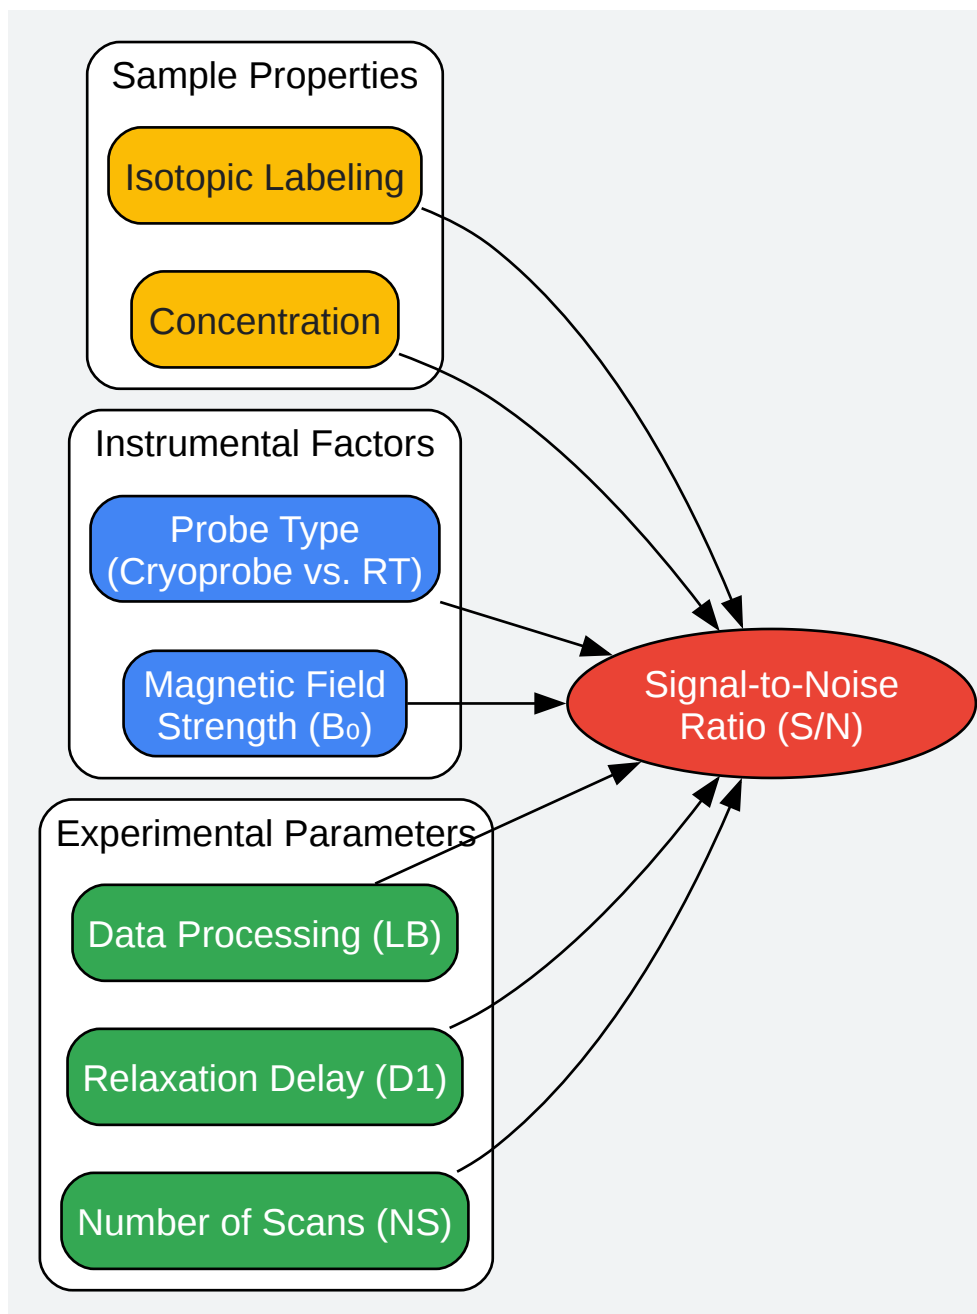 Sample Properties
Isotopic Labeling
Concentration
Instrumental Factors
Probe Type
(Cryoprobe vs. RT)
Magnetic Field
Strength (B₀)
Signal-to-Noise
Ratio (S/N)
Experimental Parameters
Data Processing (LB)
Relaxation Delay (D1)
Number of Scans (NS)